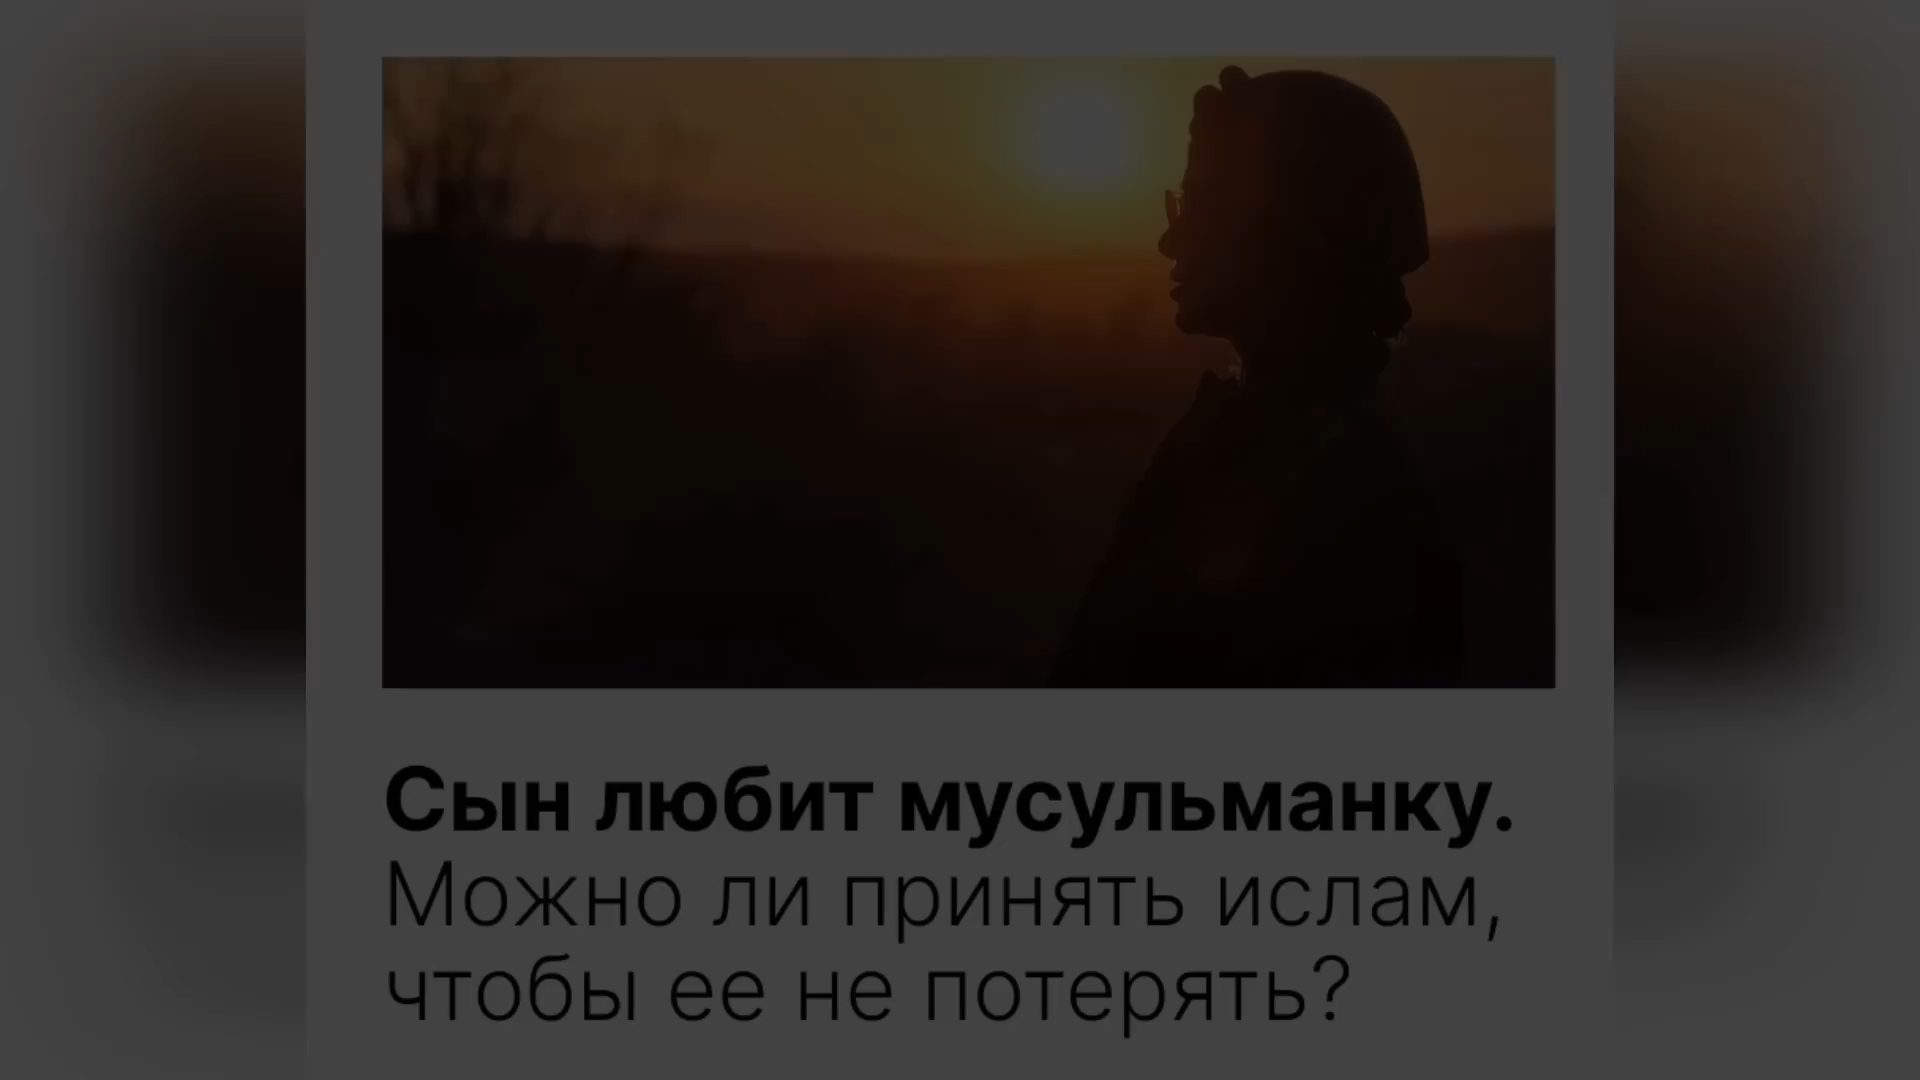 Сын любит мусульманку.
Можно ли принять ислам,
чтобы ее не потерять?